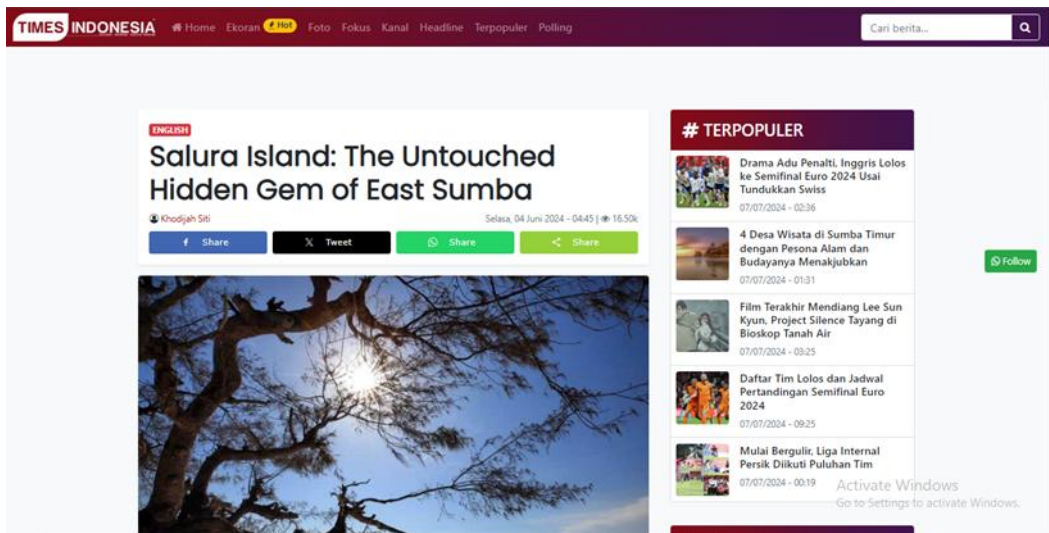 TIMES INDONESIA Home Ekoran Hot Foto Fokus Kanal Headline Terpopuler Polling Cari berita...
ENGLISH
Salura Island: The Untouched
Hidden Gem of East Sumba
Khodijah Siti Selasa, 04 Juni 2024 - 04:45 | 16.50k
Share Tweet Share Share
# TERPOPULER
Drama Adu Penalti, Inggris Lolos
ke Semifinal Euro 2024 Usai
Tundukkan Swiss
07/07/2024 - 02:36
4 Desa Wisata di Sumba Timur
dengan Pesona Alam dan
Budayanya Menakjubkan
07/07/2024 - 01:31
Film Terakhir Mendiang Lee Sun
Kyun, Project Silence Tayang di
Bioskop Tanah Air
07/07/2024 - 03:25
Daftar Tim Lolos dan Jadwal
Pertandingan Semifinal Euro
2024
07/07/2024 - 09:25
Mulai Bergulir, Liga Internal
Persik Diikuti Puluhan Tim
07/07/2024 - 00:19
Follow
Activate Windows
Go to Settings to activate Windows.